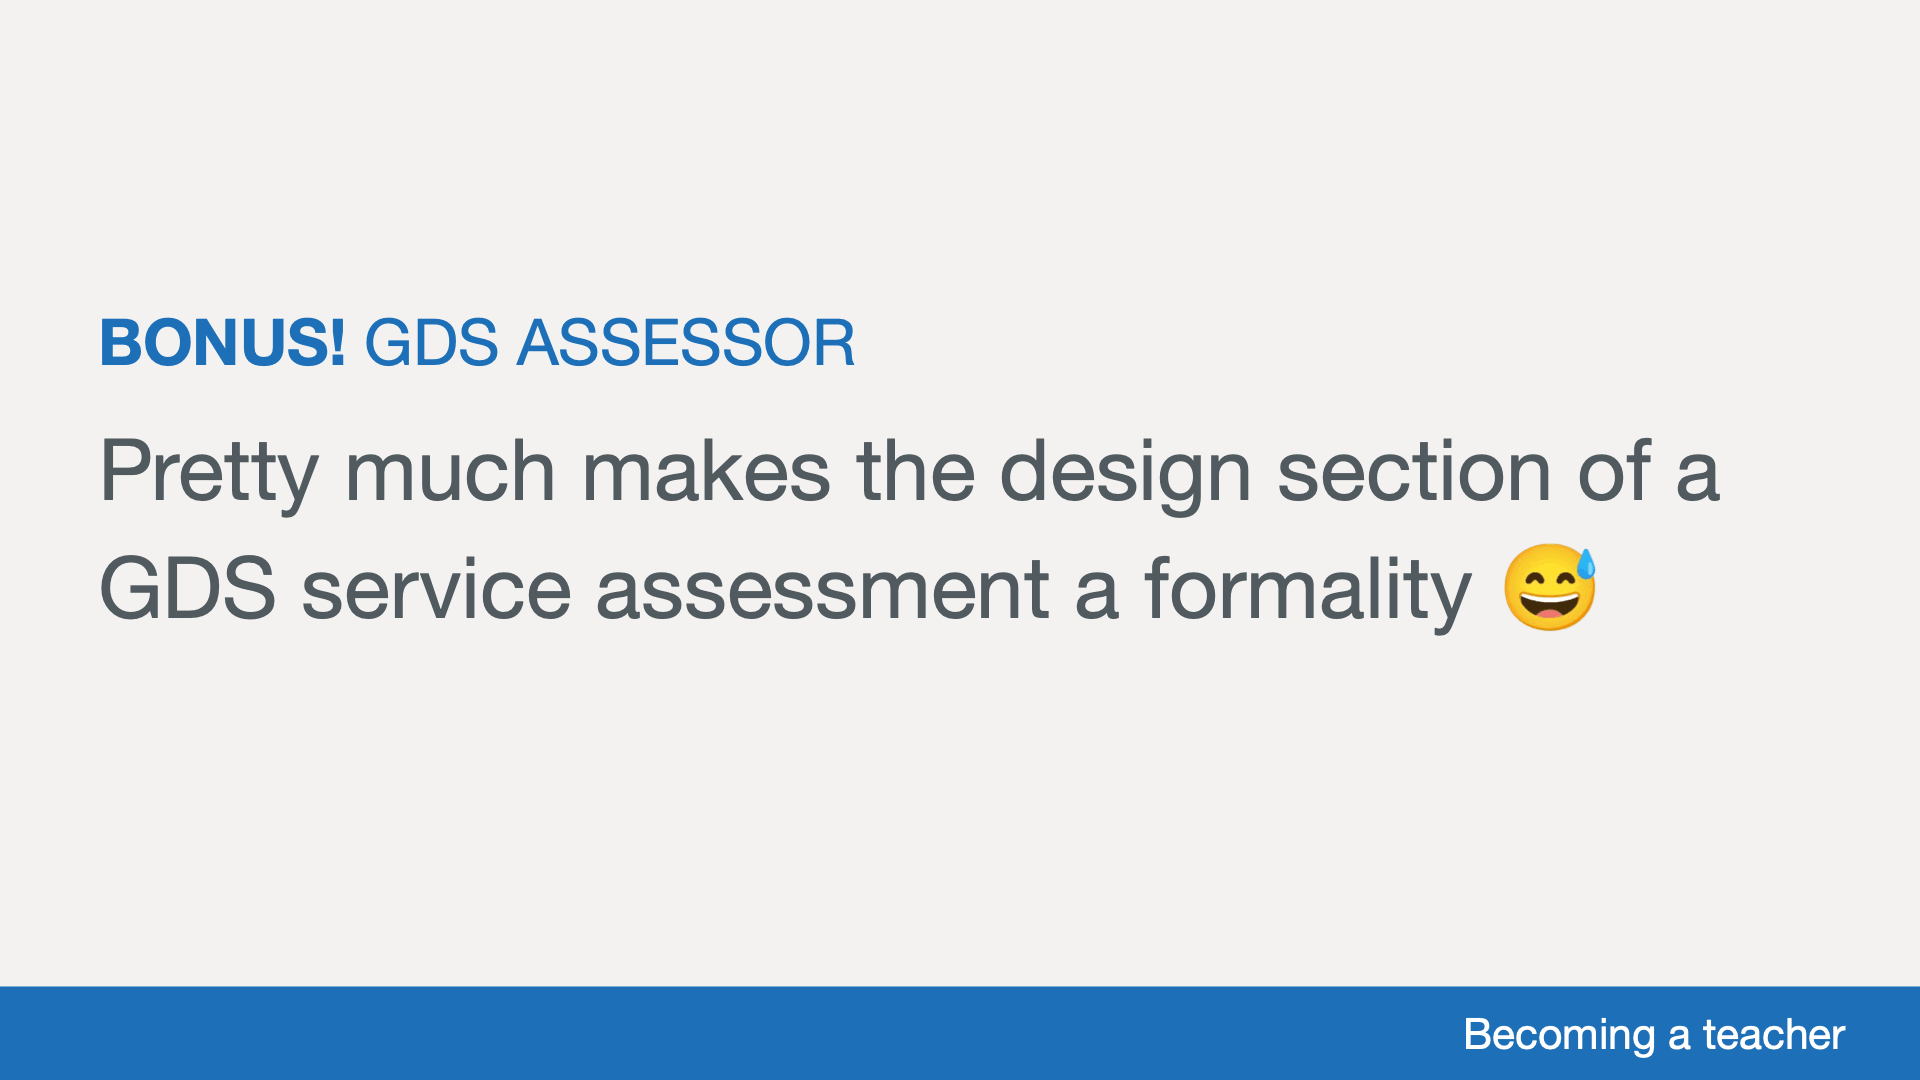 BONUS! GDS ASSESSOR
Pretty much makes the design section of a
GDS service assessment a formality 😅
Becoming a teacher